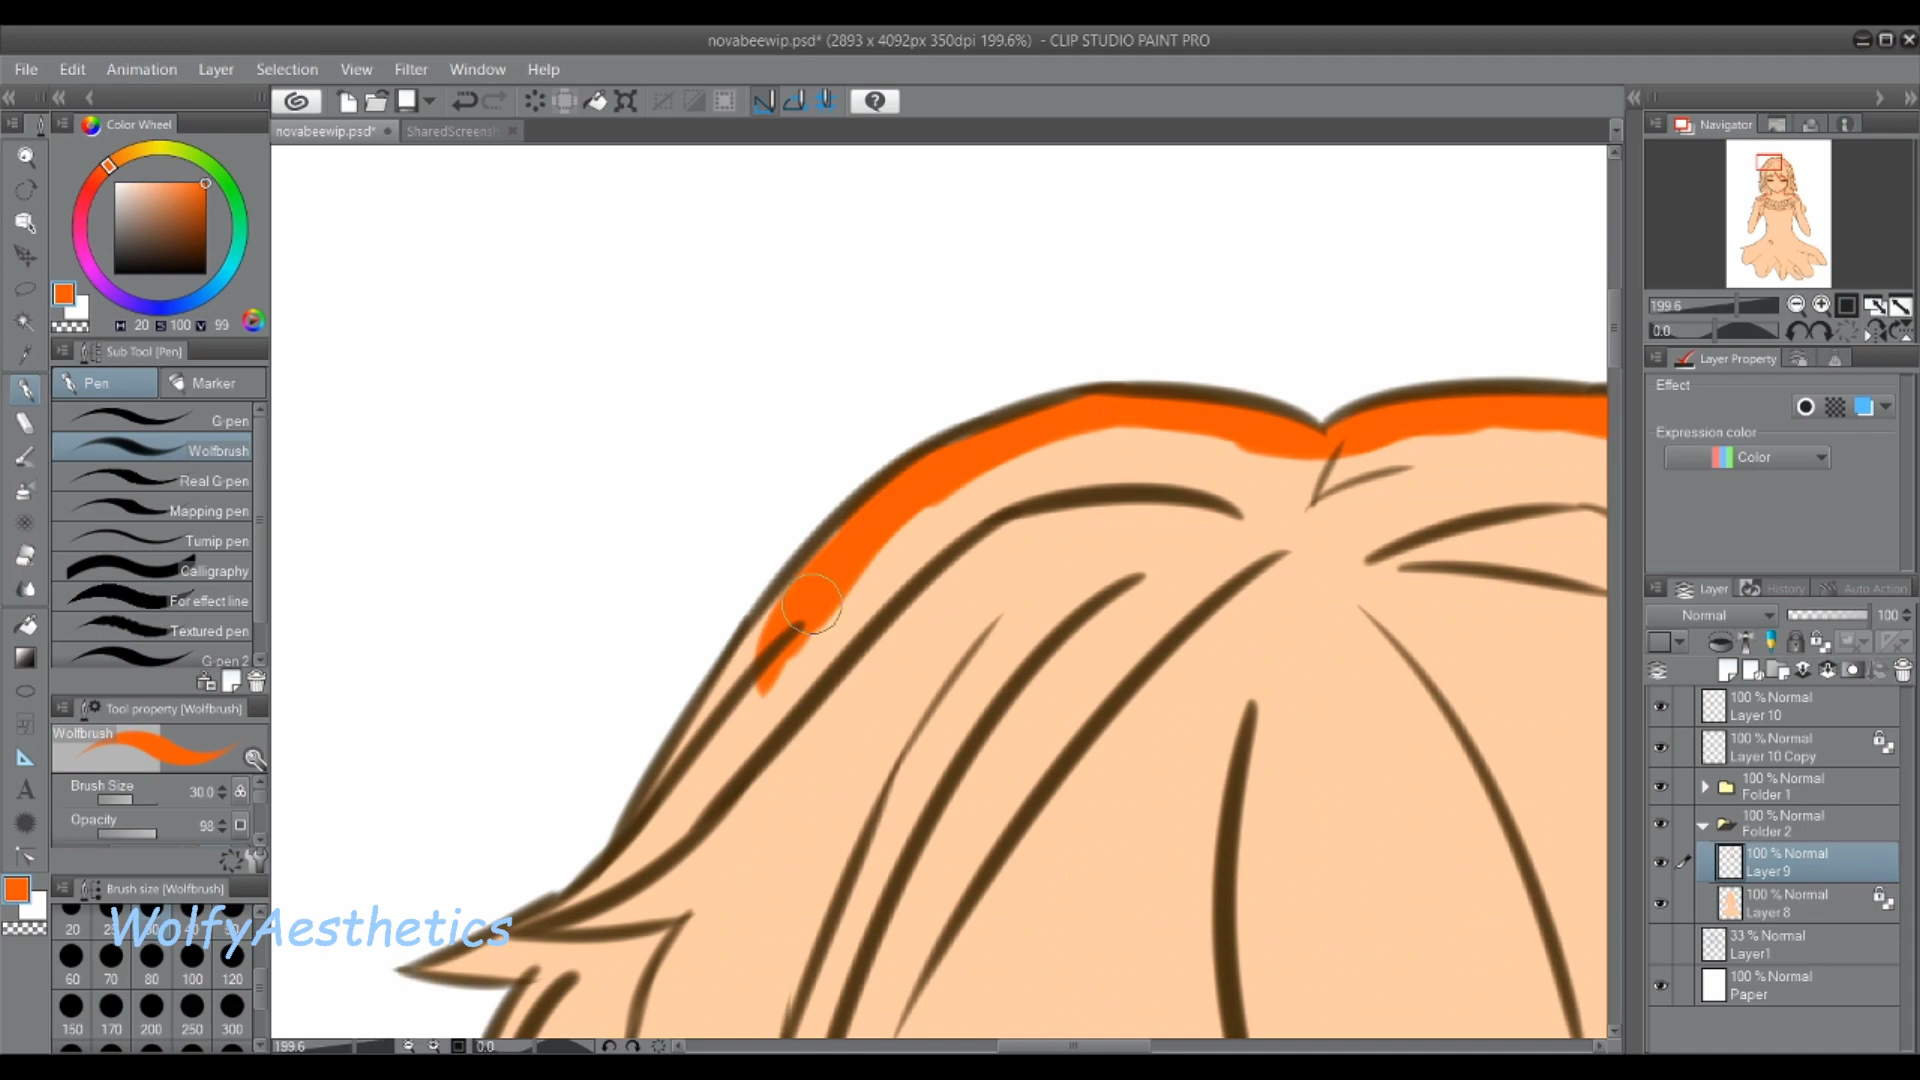 novabeewip.psd* (2893 x 4092px 350dpi 199.6%) - CLIP STUDIO PAINT PRO
File Edit Animation Layer Selection View Filter Window Help
novabeewip.psd* SharedScreensh
Color Wheel
H 20 S 100 V 99
Sub Tool [Pen]
Pen Marker
G-pen
Wolfbrush
Real G-pen
Mapping pen
Turnip pen
Calligraphy
For effect line
Textured pen
G-pen 2
Tool property [Wolfbrush]
Wolfbrush
Brush Size 30.0
Opacity 98
Brush size [Wolfbrush]
20
60 70 80 100 120
150 170 200 250 300
WolfyAesthetics
199.6 0.0
Navigator
199.6
0.0
Layer Property
Effect
Expression color
Color
Layer History Auto Action
Normal 100
100 % Normal
Layer 10
100 % Normal
Layer 10 Copy
100 % Normal
Folder 1
100 % Normal
Folder 2
100 % Normal
Layer 9
100 % Normal
Layer 8
33 % Normal
Layer1
100 % Normal
Paper